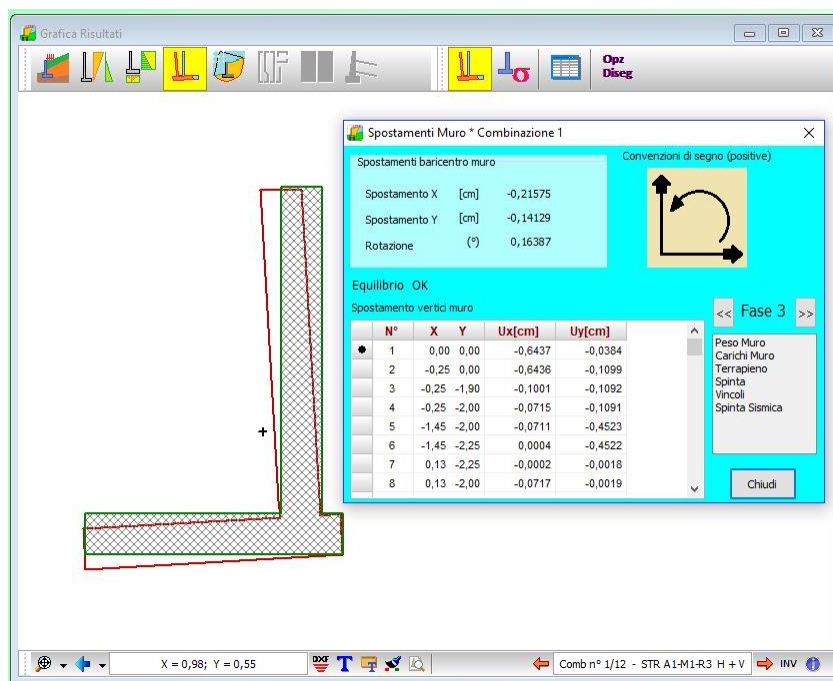 Grafica Risultati
Opz
Diseg
Spostamenti Muro * Combinazione 1
Spostamenti baricentro muro
Convenzioni di segno (positive)
Spostamento X [cm] -0,21575
Spostamento Y [cm] -0,14129
Rotazione (°) 0,16387
Equilibrio OK
Spostamento vertici muro
<< Fase 3 >>
N° X Y Ux[cm] Uy[cm]
1 0,00 0,00 -0,6437 -0,0384
2 -0,25 0,00 -0,6436 -0,1099
3 -0,25 -1,90 -0,1001 -0,1092
4 -0,25 -2,00 -0,0715 -0,1091
5 -1,45 -2,00 -0,0711 -0,4523
6 -1,45 -2,25 0,0004 -0,4522
7 0,13 -2,25 -0,0002 -0,0018
8 0,13 -2,00 -0,0717 -0,0019
Peso Muro
Carichi Muro
Terrapieno
Spinta
Vincoli
Spinta Sismica
Chiudi
X = 0,98; Y = 0,55
DXF
T
Comb n° 1/12 - STR A1-M1-R3 H + V
INV